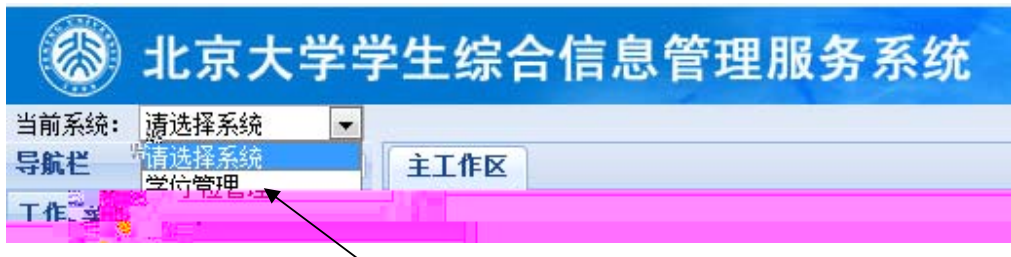 北京大学学生综合信息管理服务系统
当前系统： 请选择系统
导航栏 请选择系统 主工作区
学位管理
工作